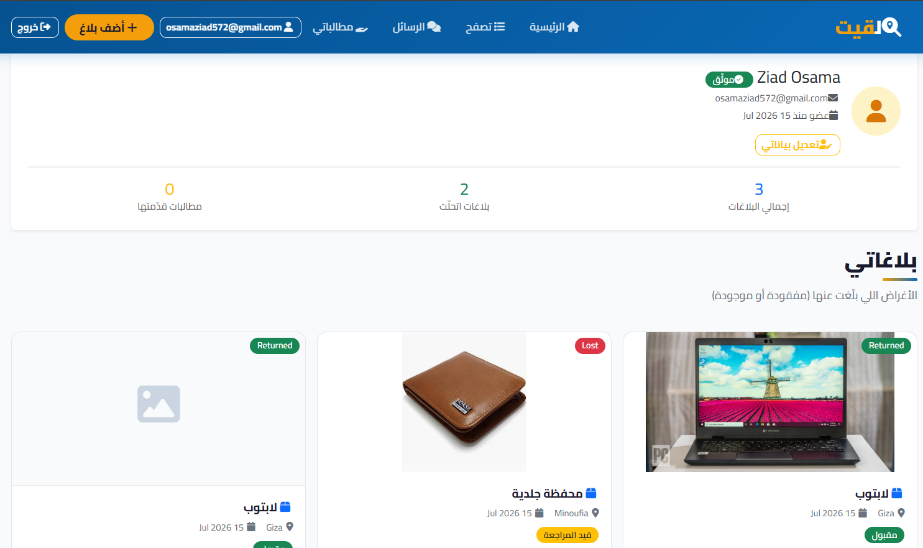 لقيت
الرئيسية
تصفح
الرسائل
مطالباتي
osamaziad572@gmail.com
+ أضف بلاغ
خروج
Ziad Osama موثّق
osamaziad572@gmail.com
عضو منذ 15 Jul 2026
تعديل بياناتي
3 2 0
إجمالي البلاغات بلاغات اتحلّت مطالبات قدّمتها
بلاغاتي
الأغراض اللي بلّغت عنها (مفقودة أو موجودة)
Returned
لابتوب
Giza 15 Jul 2026
مقبول
Lost
محفظة جلدية
Minoufia 15 Jul 2026
قيد المراجعة
Returned
لابتوب
Giza 15 Jul 2026